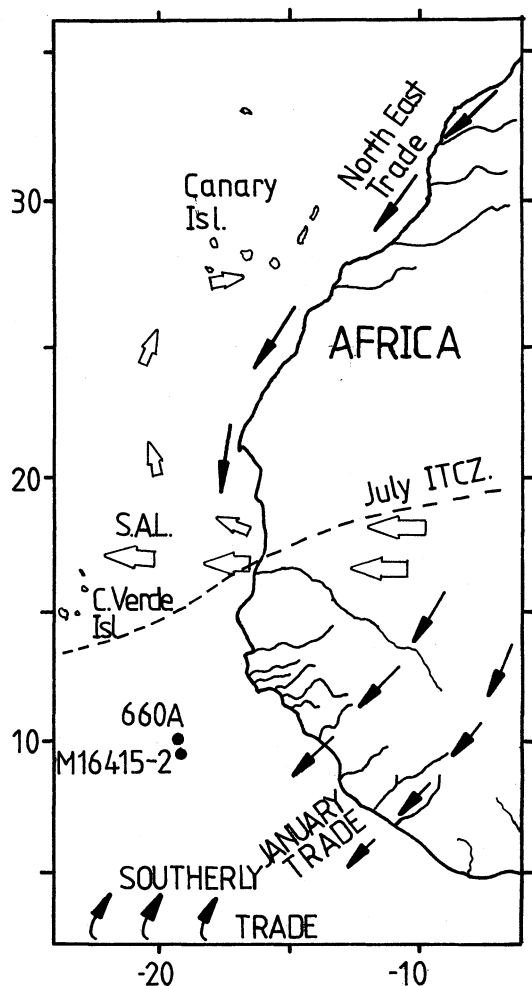 North East
Trade
Canary
Isl.
30
AFRICA
July ITCZ.
20
S.A.L.
C.Verde
Isl.
660A
10
M16415-2
JANUARY
TRADE
SOUTHERLY
TRADE
-20
-10